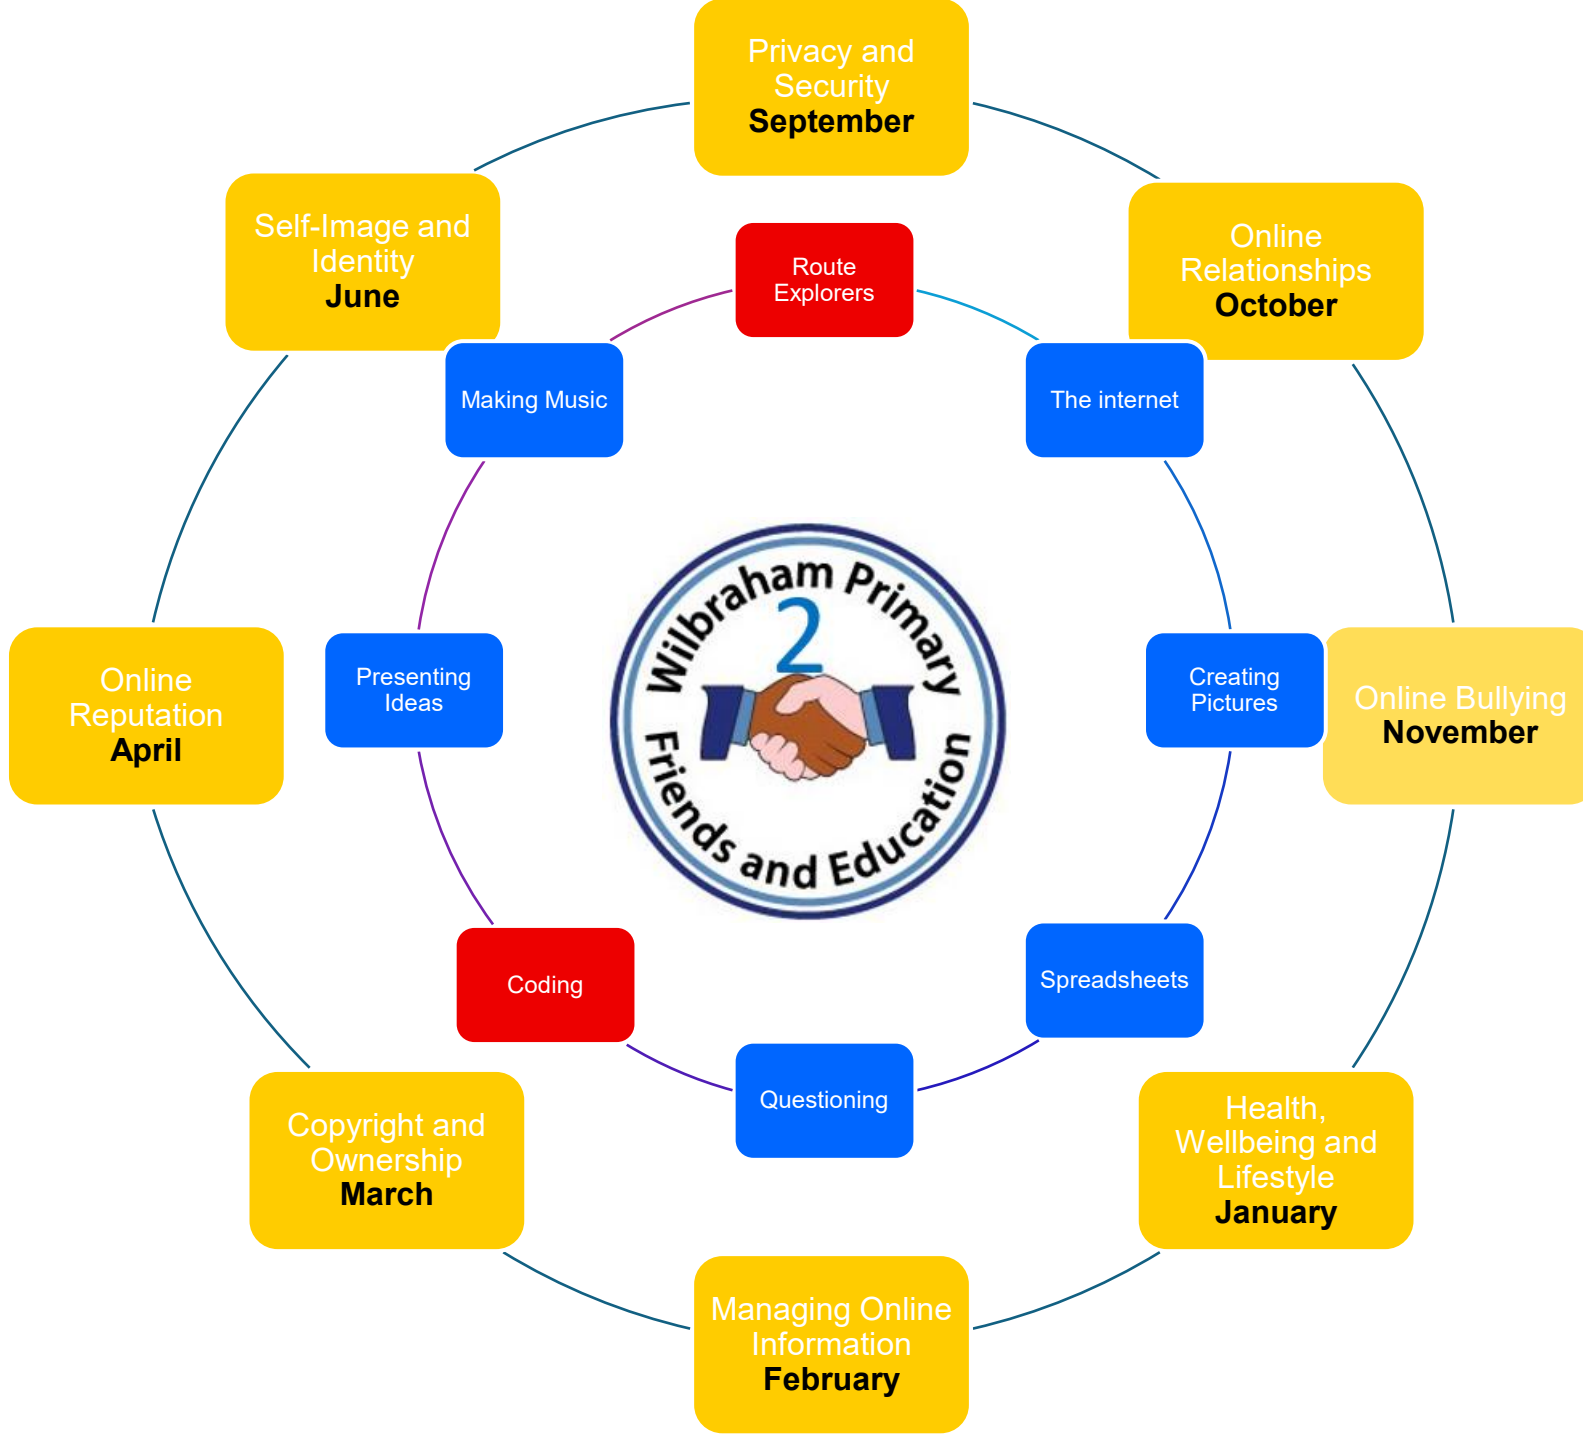 Privacy and
Security
September
Online
Relationships
October
Online Bullying
November
Health,
Wellbeing and
Lifestyle
January
Managing Online
Information
February
Copyright and
Ownership
March
Online
Reputation
April
Self-Image and
Identity
June
Route
Explorers
The internet
Creating
Pictures
Spreadsheets
Questioning
Coding
Presenting
Ideas
Making Music
Wilbraham Primary
2
Friends and Education